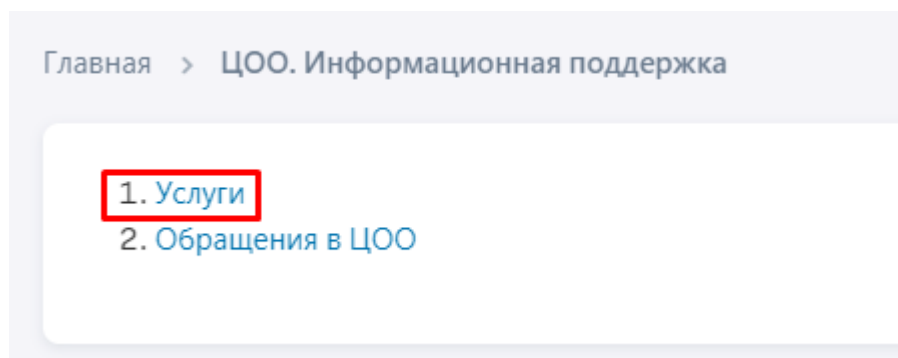 Главная > ЦОО. Информационная поддержка
1. Услуги
2. Обращения в ЦОО